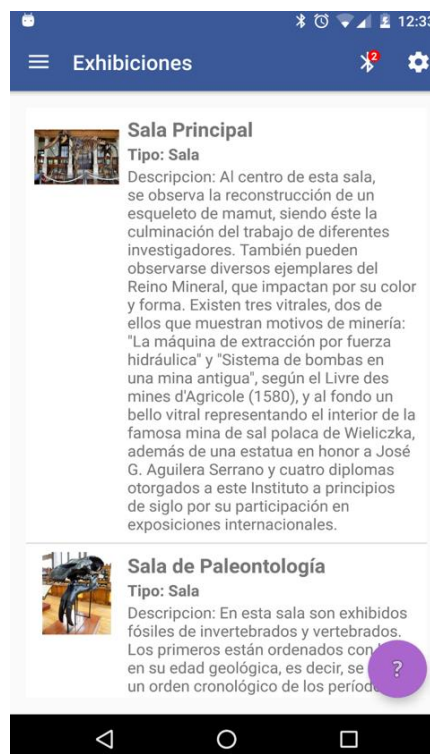 12:33
Exhibiciones
2
Sala Principal
Tipo: Sala
Descripcion: Al centro de esta sala,
se observa la reconstrucción de un
esqueleto de mamut, siendo éste la
culminación del trabajo de diferentes
investigadores. También pueden
observarse diversos ejemplares del
Reino Mineral, que impactan por su color
y forma. Existen tres vitrales, dos de
ellos que muestran motivos de minería:
"La máquina de extracción por fuerza
hidráulica" y "Sistema de bombas en
una mina antigua", según el Livre des
mines d'Agricole (1580), y al fondo un
bello vitral representando el interior de la
famosa mina de sal polaca de Wieliczka,
además de una estatua en honor a José
G. Aguilera Serrano y cuatro diplomas
otorgados a este Instituto a principios
de siglo por su participación en
exposiciones internacionales.
Sala de Paleontología
Tipo: Sala
Descripcion: En esta sala son exhibidos
fósiles de invertebrados y vertebrados.
Los primeros están ordenados con
en su edad geológica, es decir, se
un orden cronológico de los
?